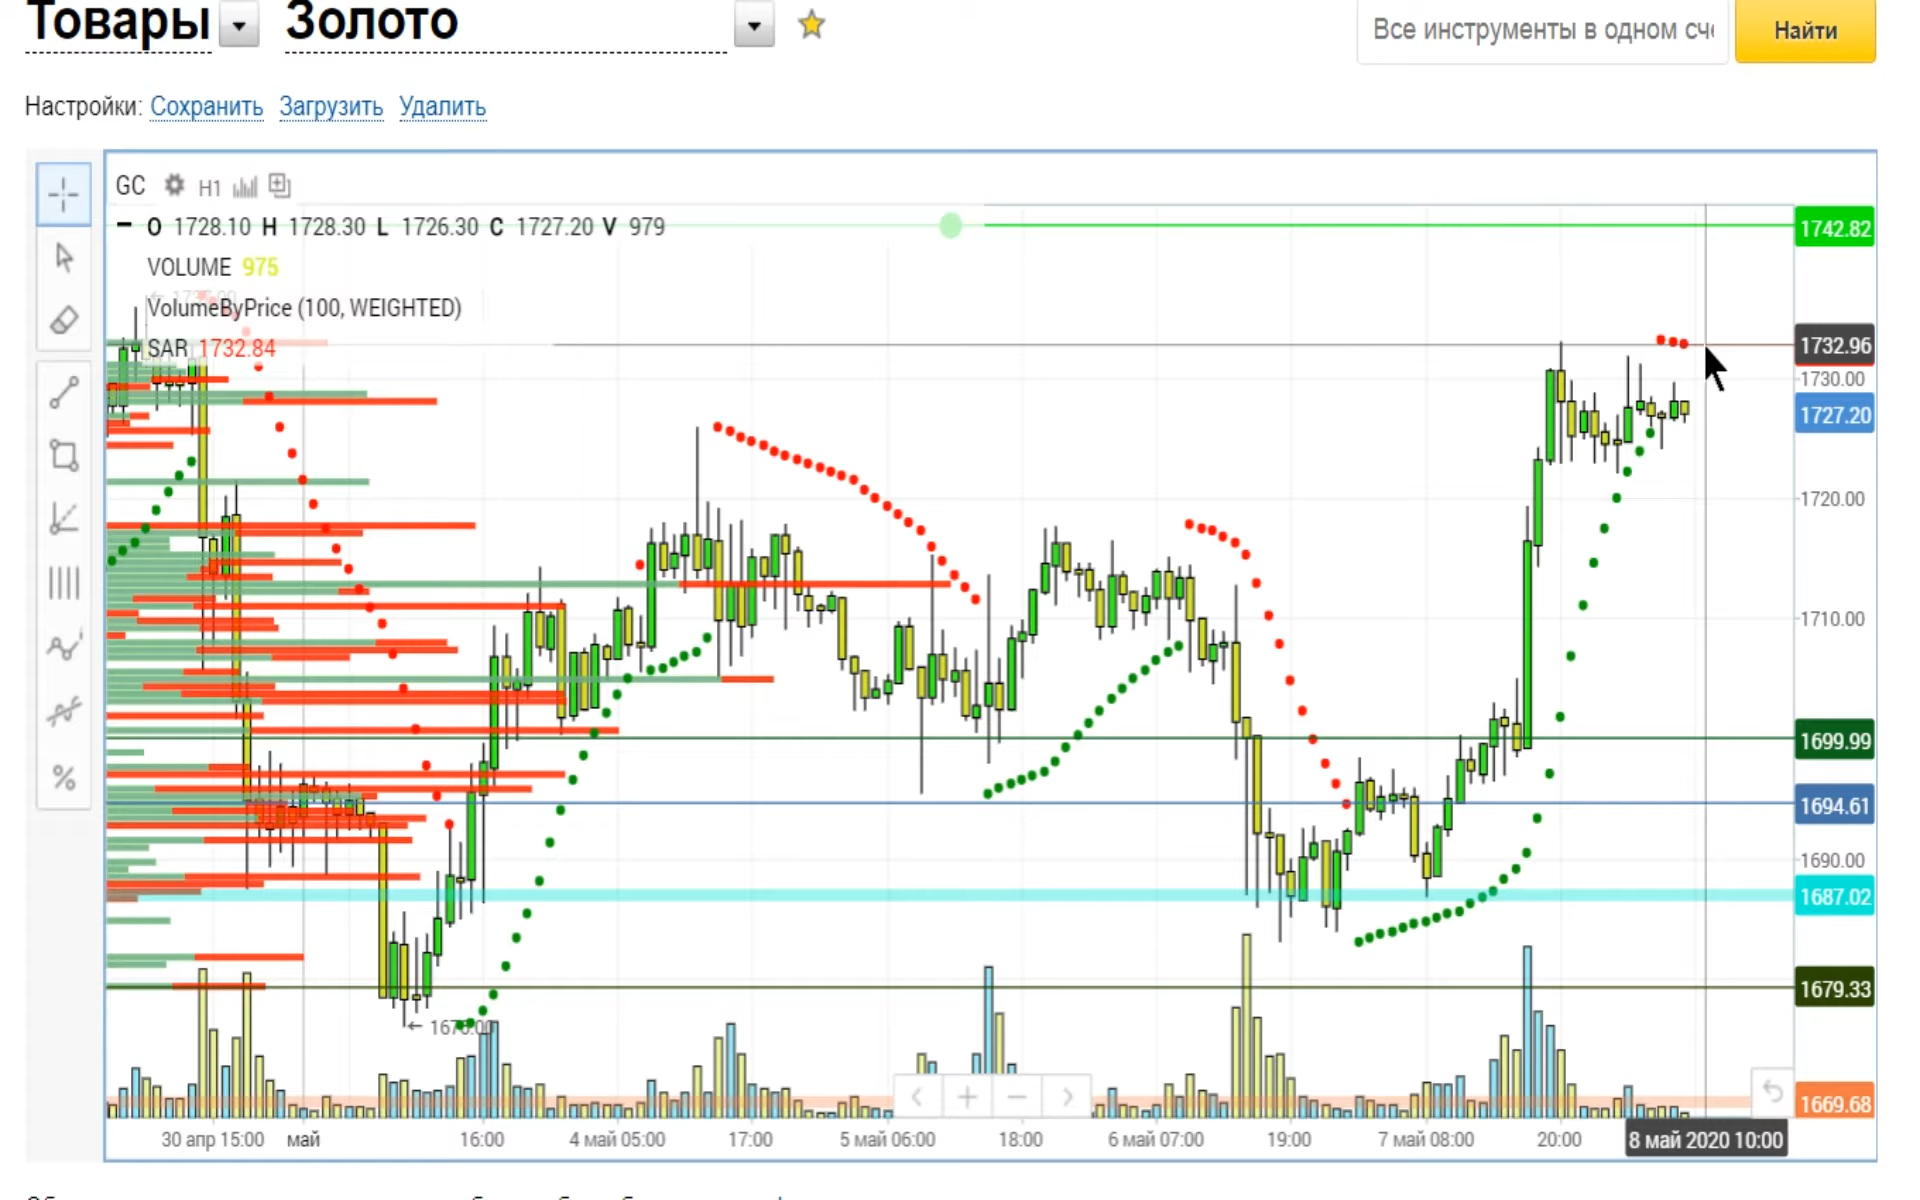 Товары Золото
Все инструменты в одном сч
Найти
Настройки: Сохранить Загрузить Удалить
GC H1
O 1728.10 H 1728.30 L 1726.30 C 1727.20 V 979
VOLUME 975
VolumeByPrice (100, WEIGHTED)
SAR 1732.84
1742.82
1732.96
1730.00
1727.20
1720.00
1710.00
1699.99
1694.61
1690.00
1687.02
1679.33
1669.68
30 апр 15:00 май 16:00 4 май 05:00 17:00 5 май 06:00 18:00 6 май 07:00 19:00 7 май 08:00 20:00 8 май 2020 10:00